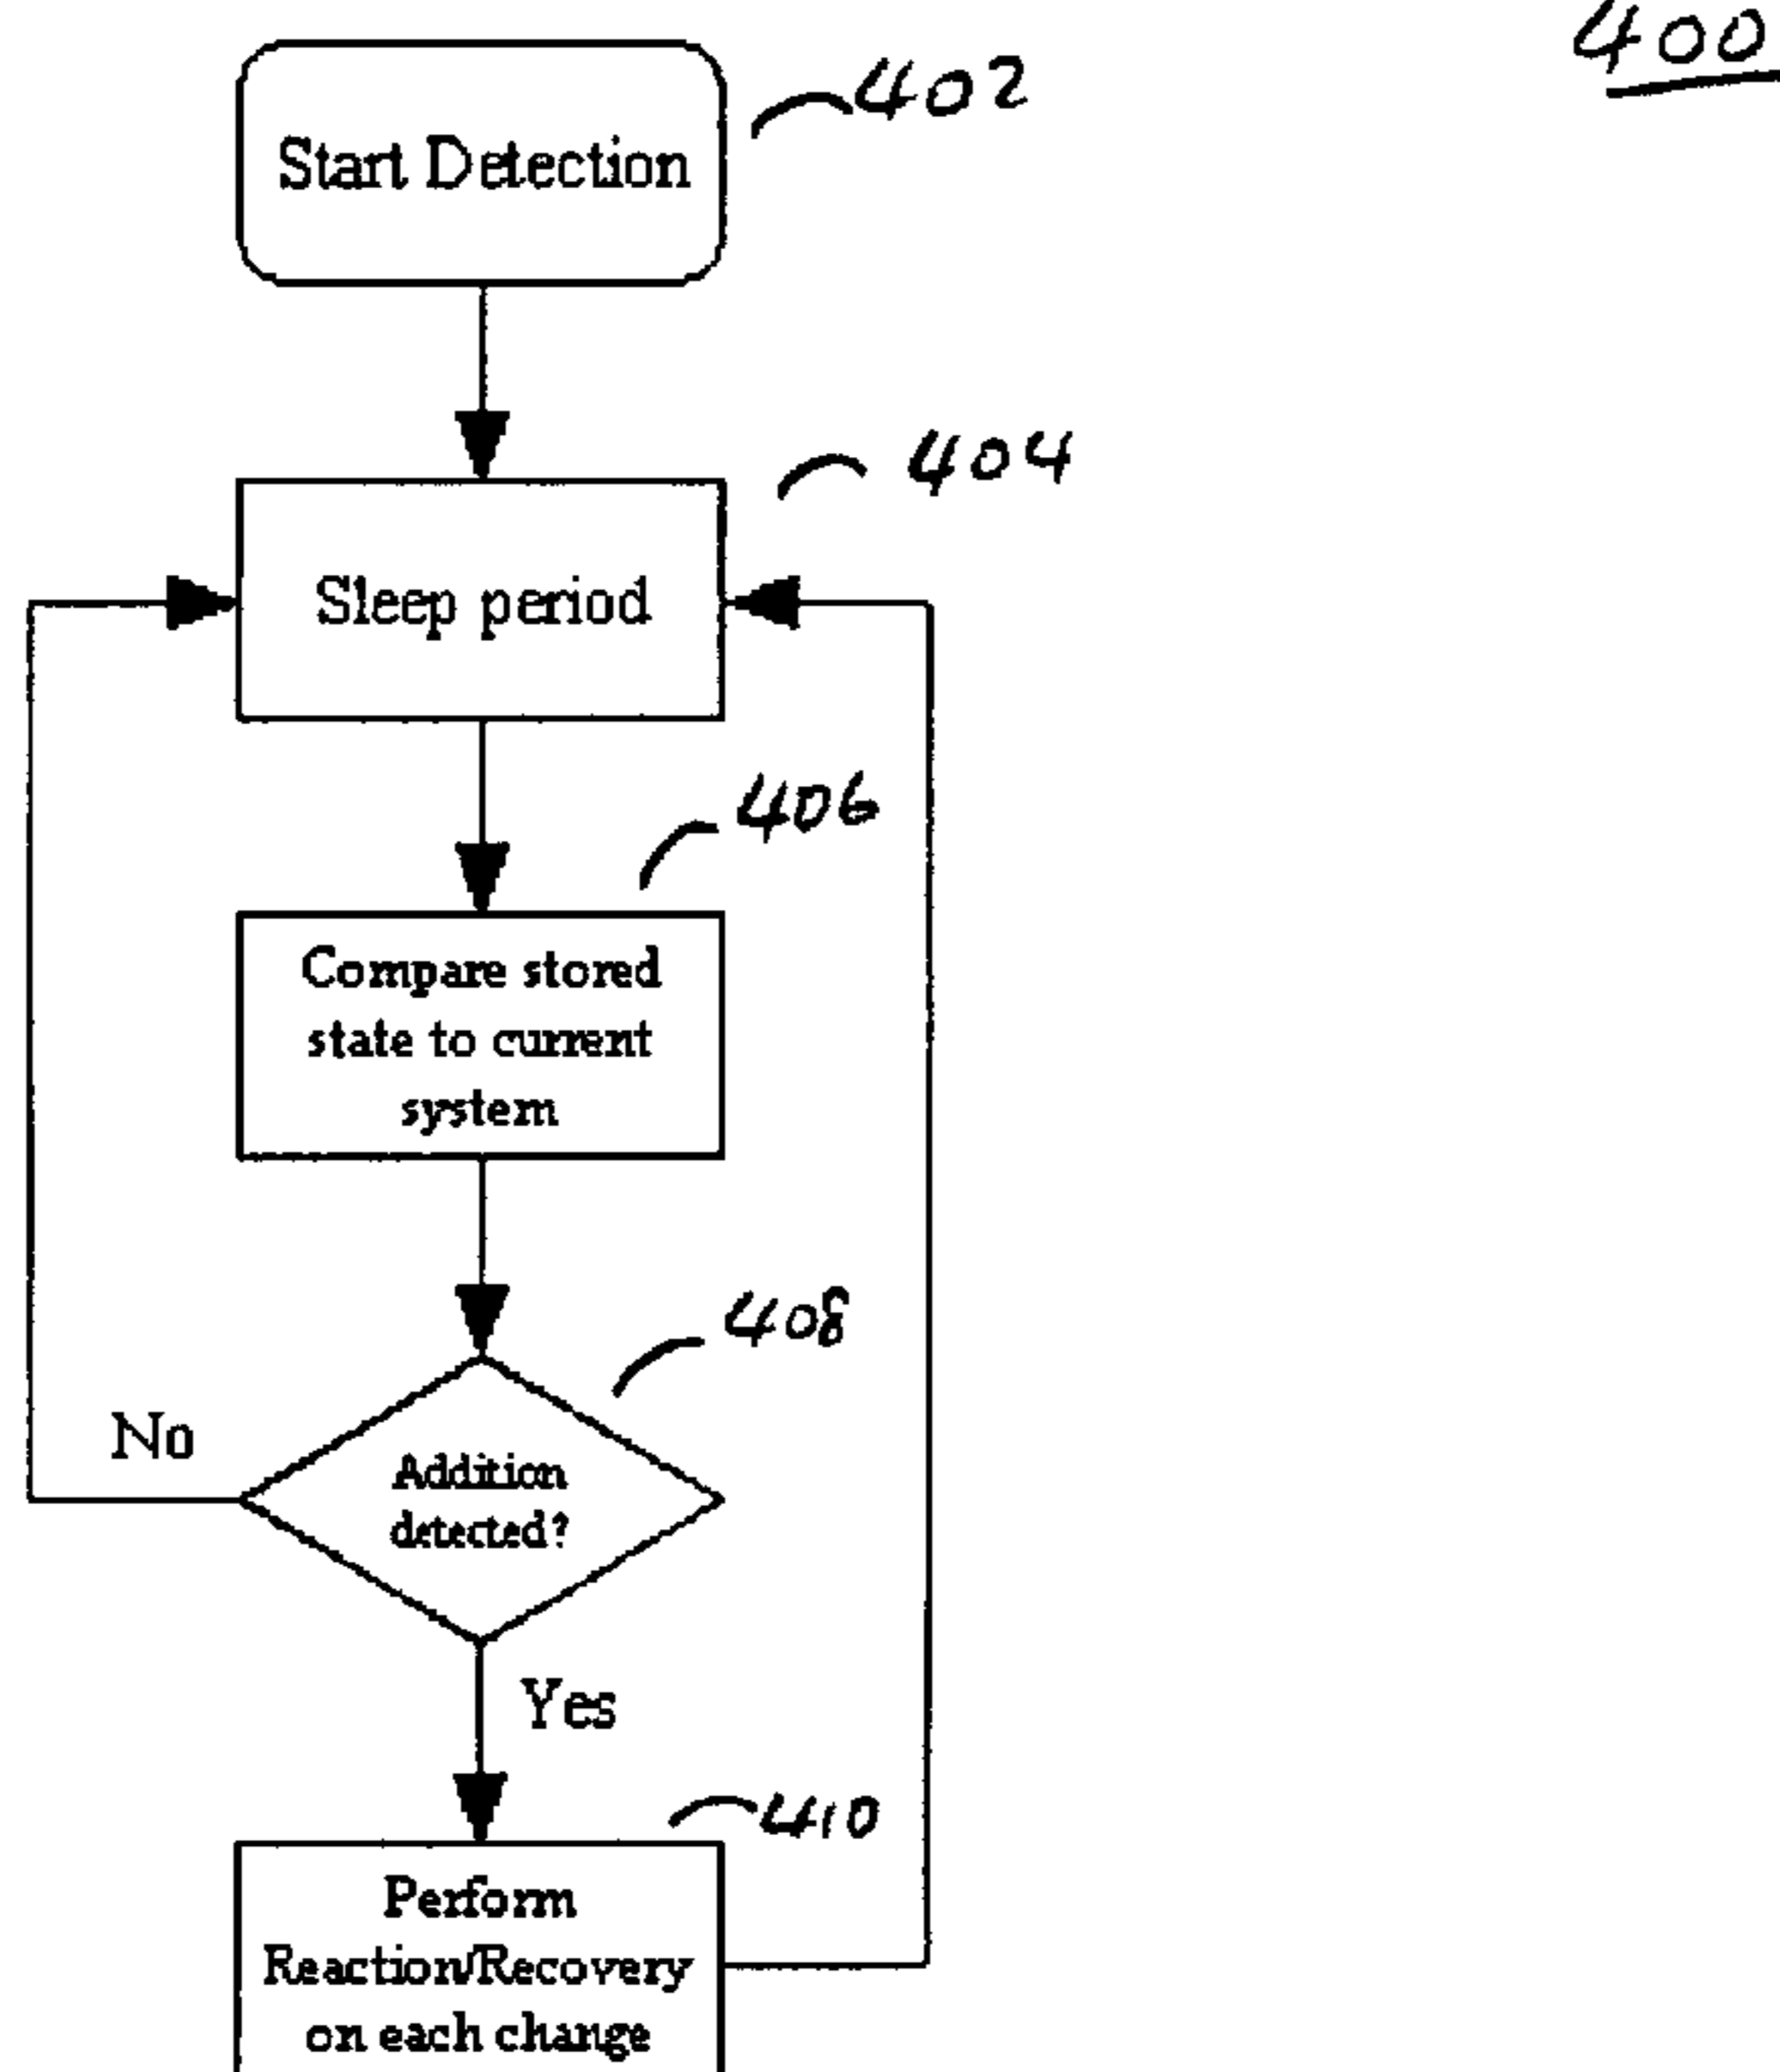 400
402
Start Detection
404
Sleep period
406
Compare stored
state to current
system
408
No
Addition
detected?
Yes
410
Perform
Reaction/Recovery
on each change